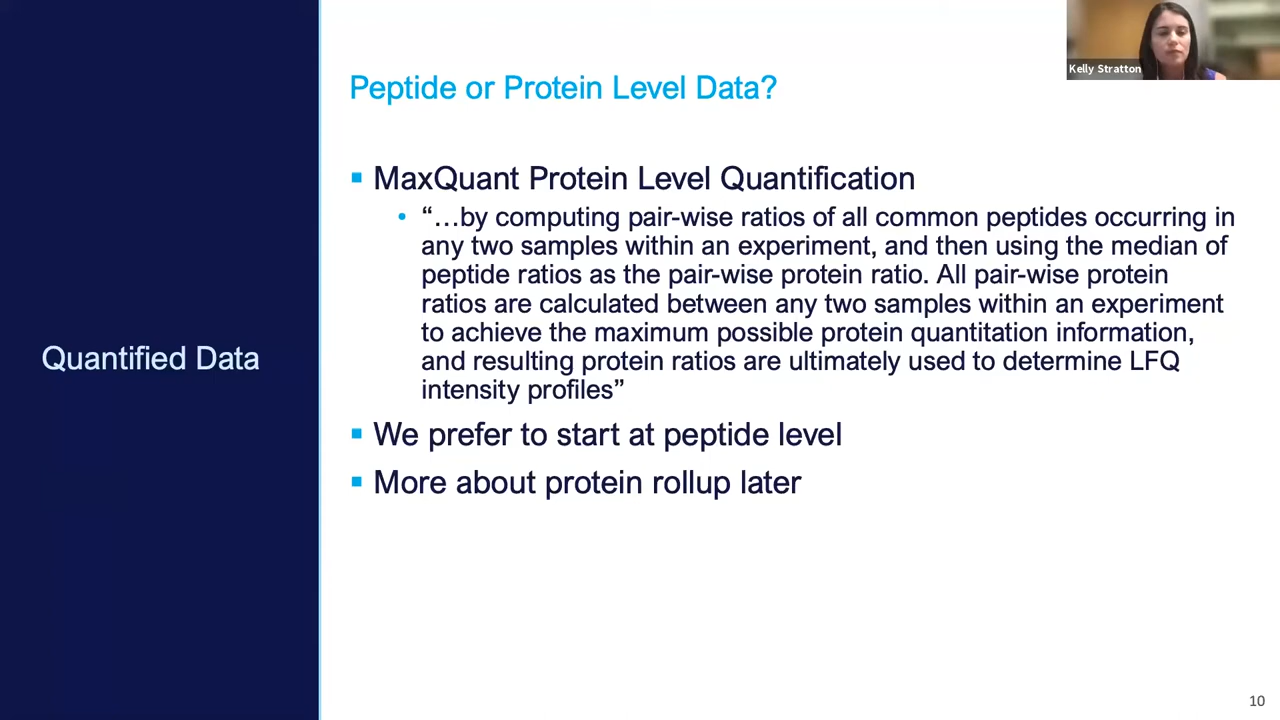 Kelly Stratton
Peptide or Protein Level Data?
Quantified Data
▪ MaxQuant Protein Level Quantification
• “…by computing pair-wise ratios of all common peptides occurring in
any two samples within an experiment, and then using the median of
peptide ratios as the pair-wise protein ratio. All pair-wise protein
ratios are calculated between any two samples within an experiment
to achieve the maximum possible protein quantitation information,
and resulting protein ratios are ultimately used to determine LFQ
intensity profiles”
▪ We prefer to start at peptide level
▪ More about protein rollup later
10